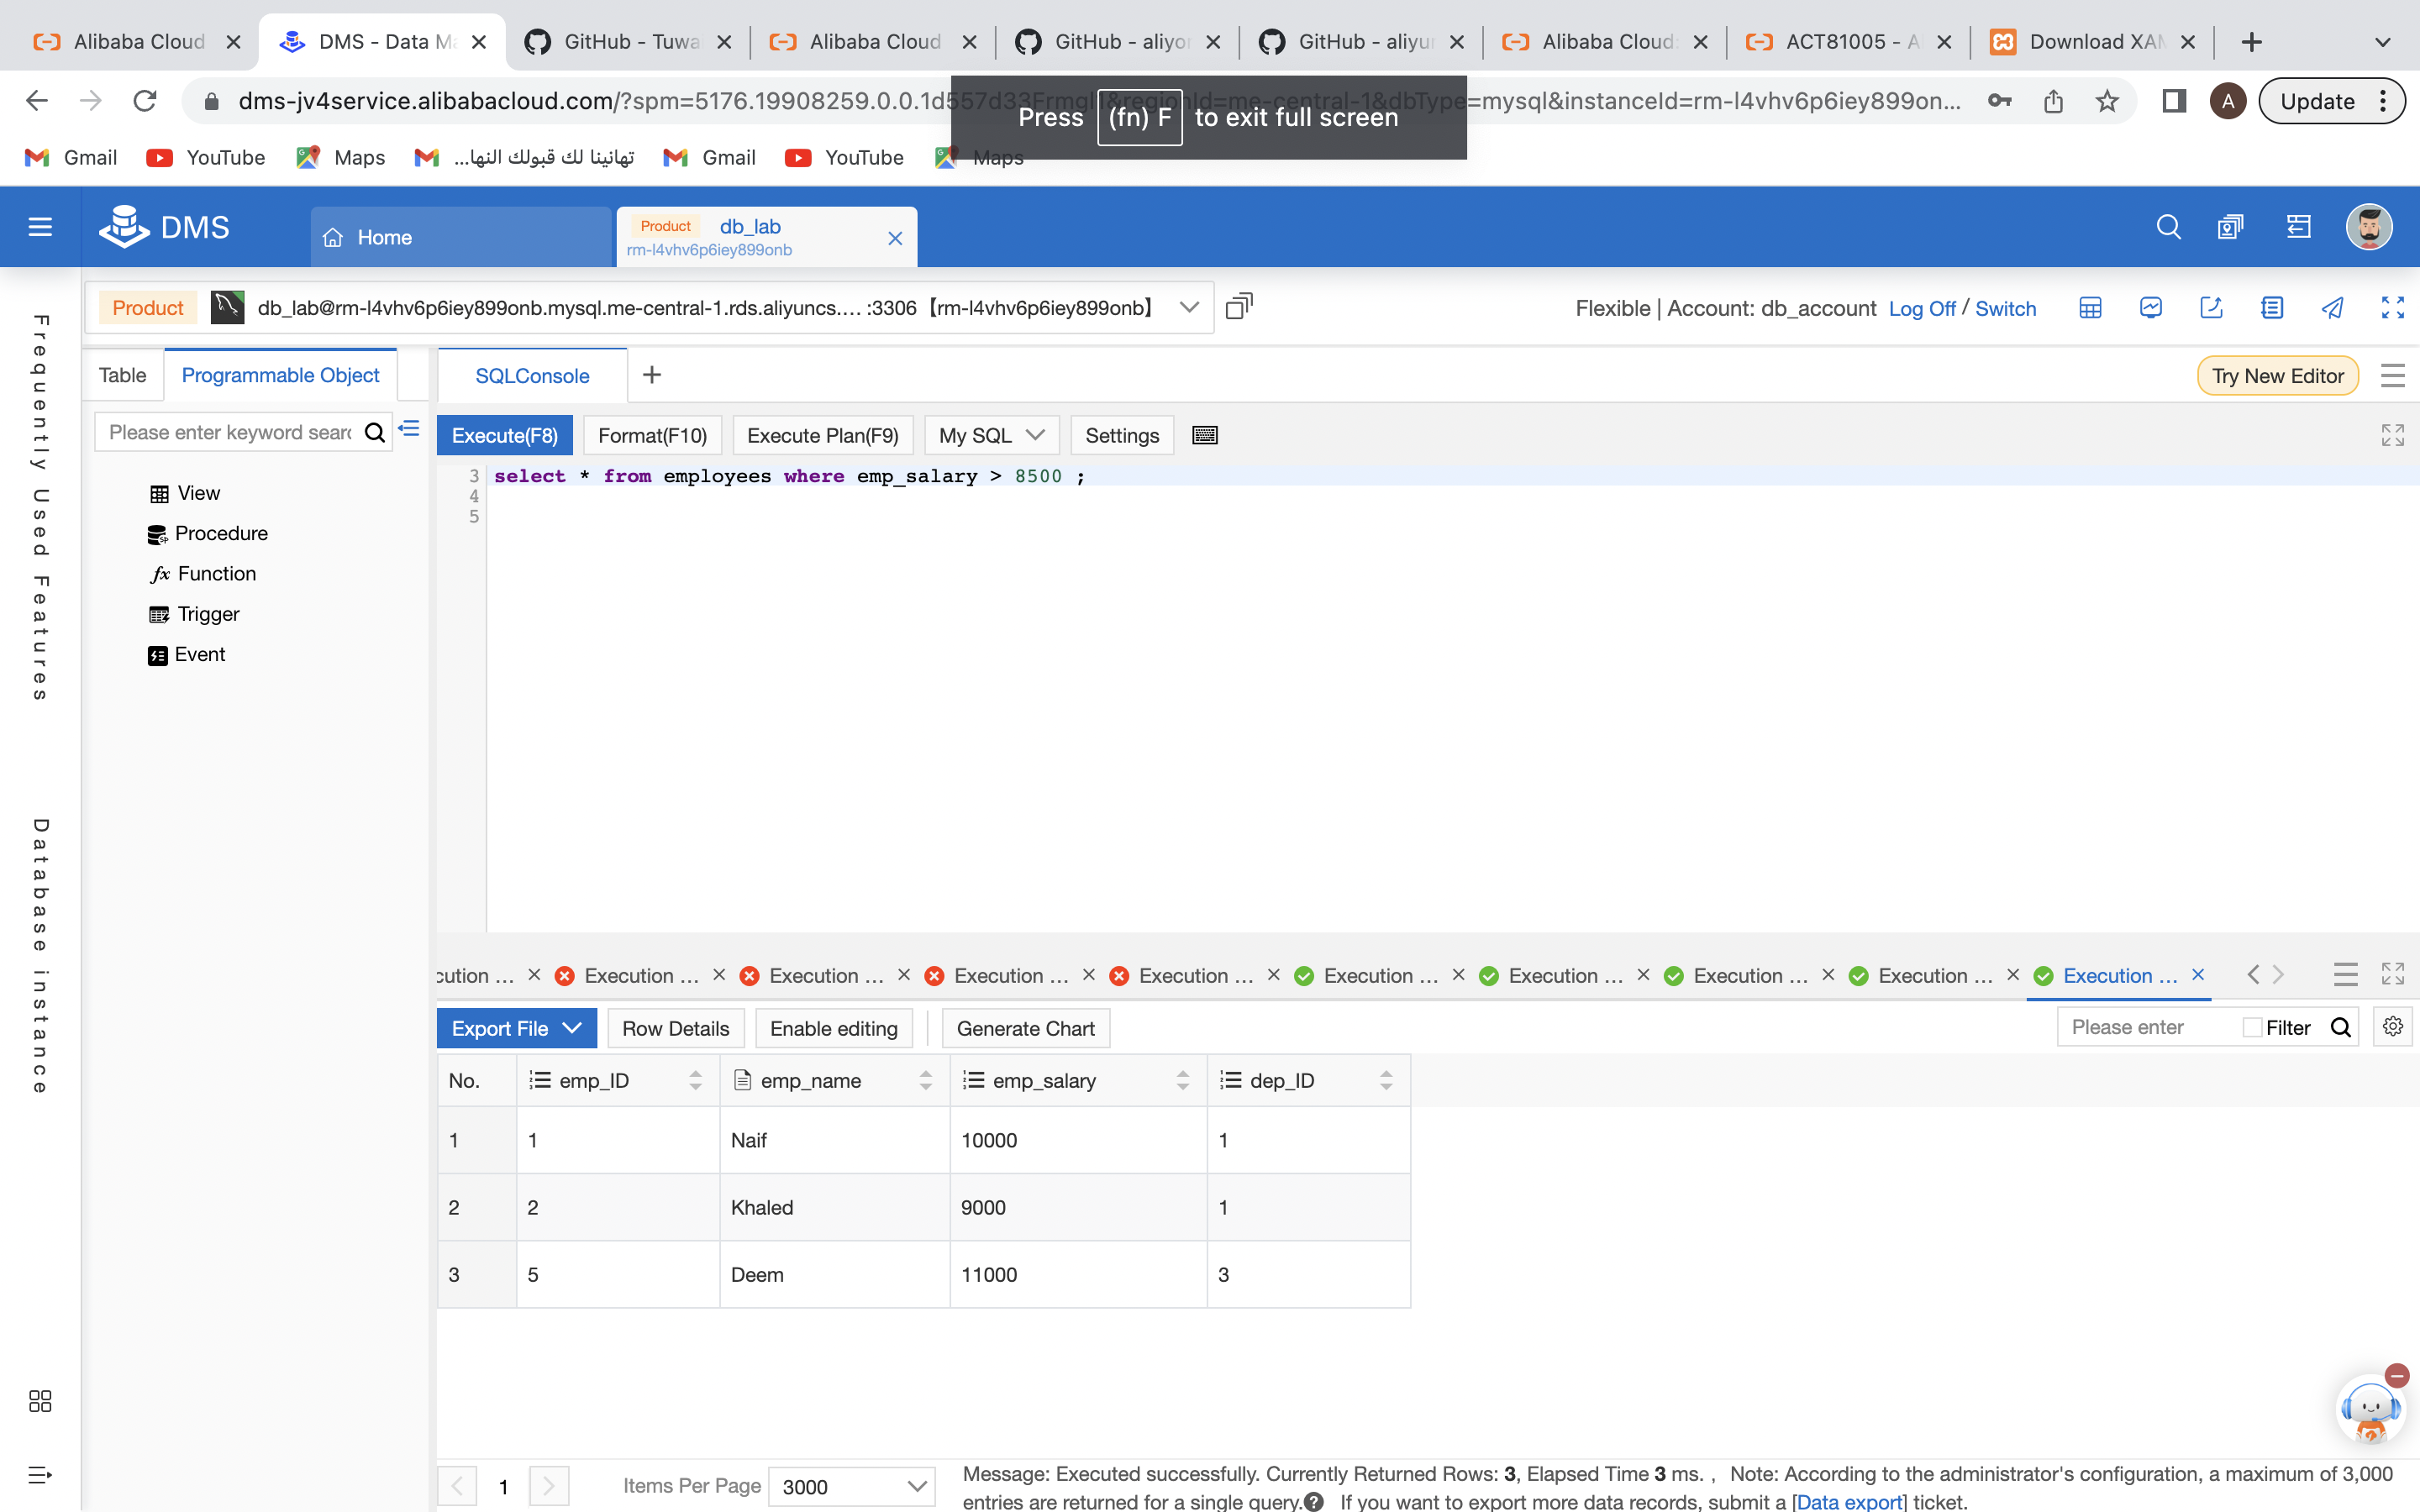 Alibaba Cloud
DMS - Data Ma
GitHub - Tuwa
Alibaba Cloud
GitHub - aliyo
GitHub - aliyu
Alibaba Cloud:
ACT81005 - A
Download XAM
dms-jv4service.alibabacloud.com/?spm=5176.19908259.0.0.1d557d33Frmgl1&regionId=me-central-1&dbType=mysql&instanceId=rm-l4vhv6p6iey899on...
A
Update
Press (fn) F to exit full screen
Gmail
YouTube
Maps
تهانينا لك قبولك النها...
Gmail
YouTube
Maps
DMS
Home
Product db_lab
rm-l4vhv6p6iey899onb
Product
db_lab@rm-l4vhv6p6iey899onb.mysql.me-central-1.rds.aliyuncs.... :3306【rm-l4vhv6p6iey899onb】
Flexible | Account: db_account Log Off / Switch
Frequently Used Features
Database instance
Table
Programmable Object
SQLConsole
Try New Editor
Please enter keyword searc
Execute(F8)
Format(F10)
Execute Plan(F9)
My SQL
Settings
View
Procedure
Function
Trigger
Event
3 select * from employees where emp_salary > 8500 ;
4
5
cution ...
Execution ...
Execution ...
Execution ...
Execution ...
Execution ...
Execution ...
Execution ...
Execution ...
Execution ...
Export File
Row Details
Enable editing
Generate Chart
Please enter
Filter
No. emp_ID emp_name emp_salary dep_ID
1 1 Naif 10000 1
2 2 Khaled 9000 1
3 5 Deem 11000 3
1
Items Per Page 3000
Message: Executed successfully. Currently Returned Rows: 3, Elapsed Time 3 ms. , Note: According to the administrator's configuration, a maximum of 3,000
entries are returned for a single query. If you want to export more data records, submit a [Data export] ticket.